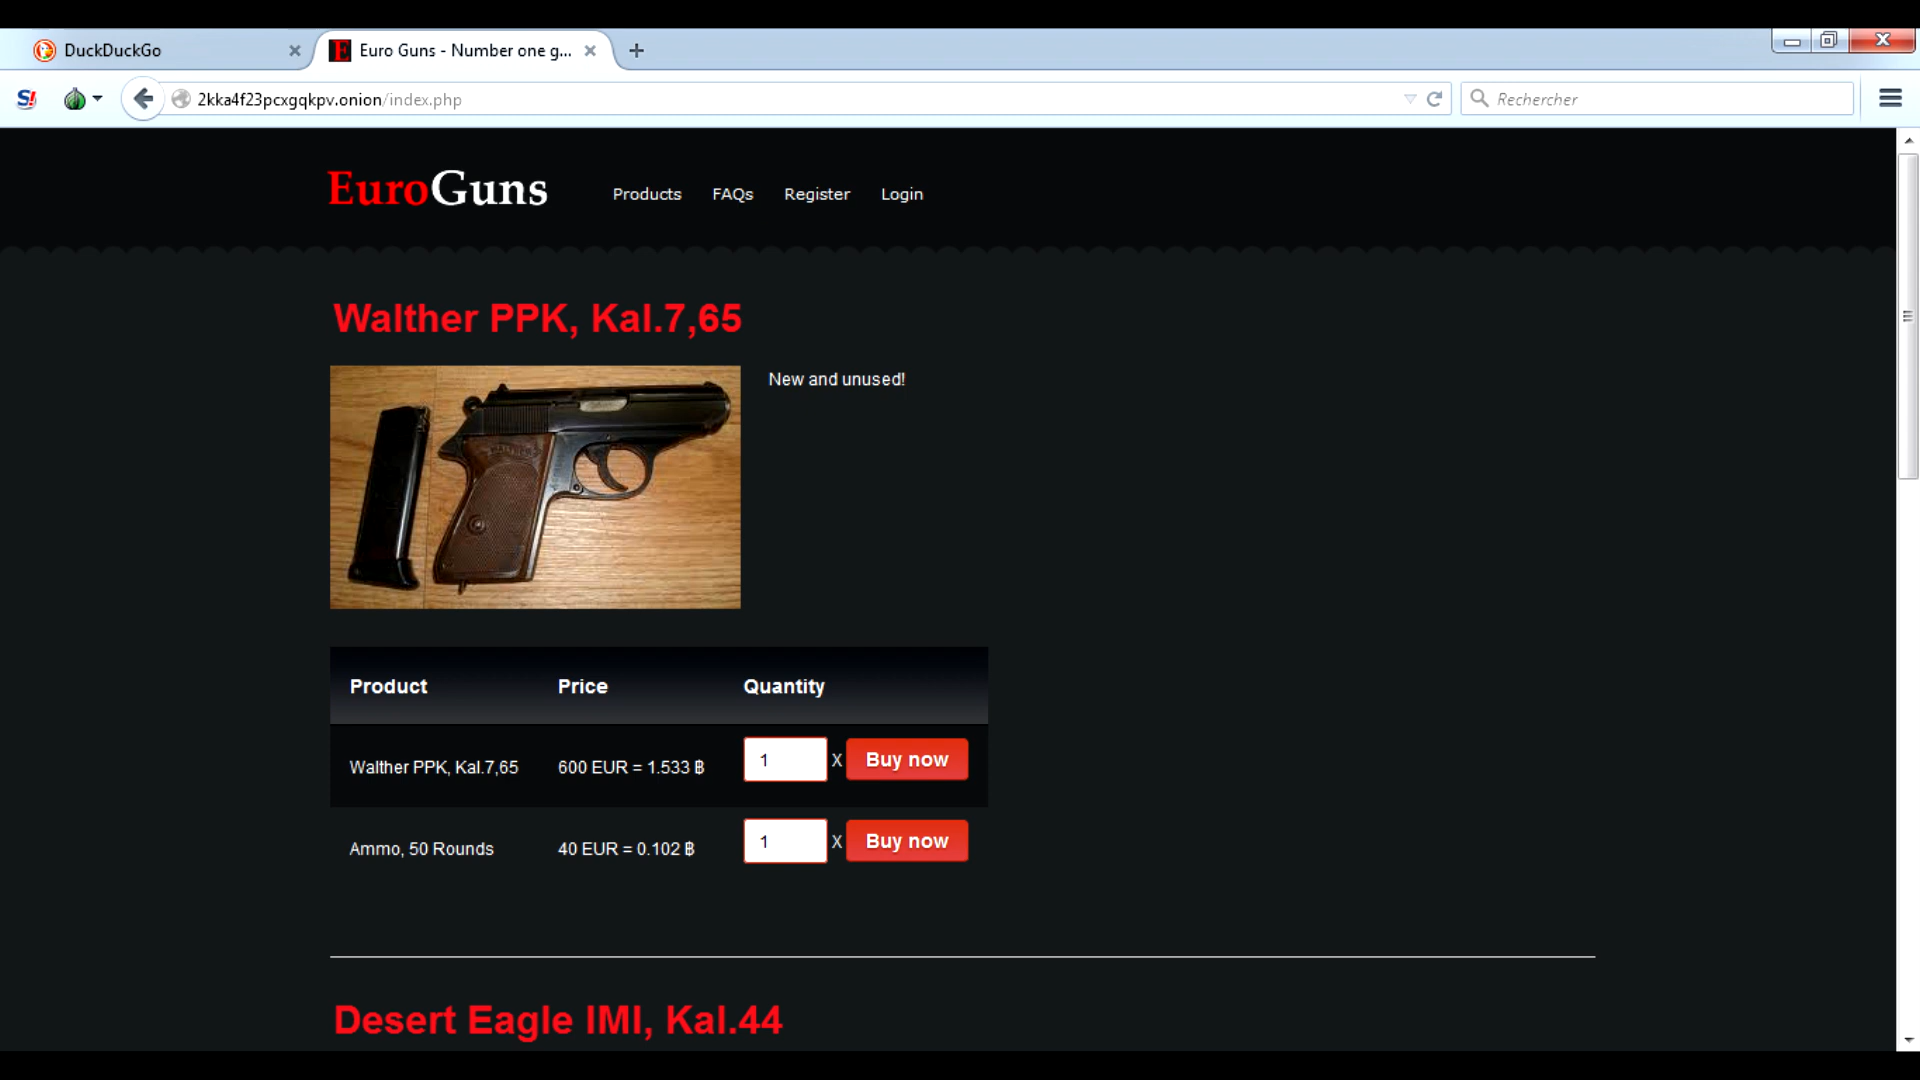 DuckDuckGo
Euro Guns - Number one g...
2kka4f23pcxgqkpv.onion/index.php
Rechercher
EuroGuns
Products FAQs Register Login
Walther PPK, Kal.7,65
New and unused!
Product Price Quantity
Walther PPK, Kal.7,65 600 EUR = 1.533 ฿ 1 X Buy now
Ammo, 50 Rounds 40 EUR = 0.102 ฿ 1 X Buy now
Desert Eagle IMI, Kal.44